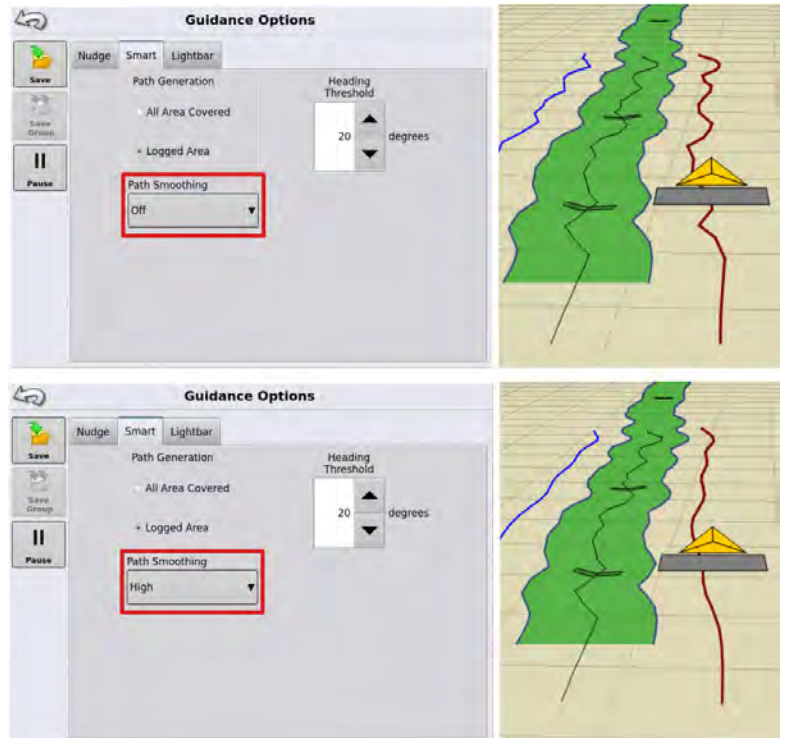 Guidance Options
Nudge Smart Lightbar
Save
Save Group
Pause
Path Generation
All Area Covered
Logged Area
Heading
Threshold
20 degrees
Path Smoothing
Off
Guidance Options
Nudge Smart Lightbar
Save
Save Group
Pause
Path Generation
All Area Covered
Logged Area
Heading
Threshold
20 degrees
Path Smoothing
High